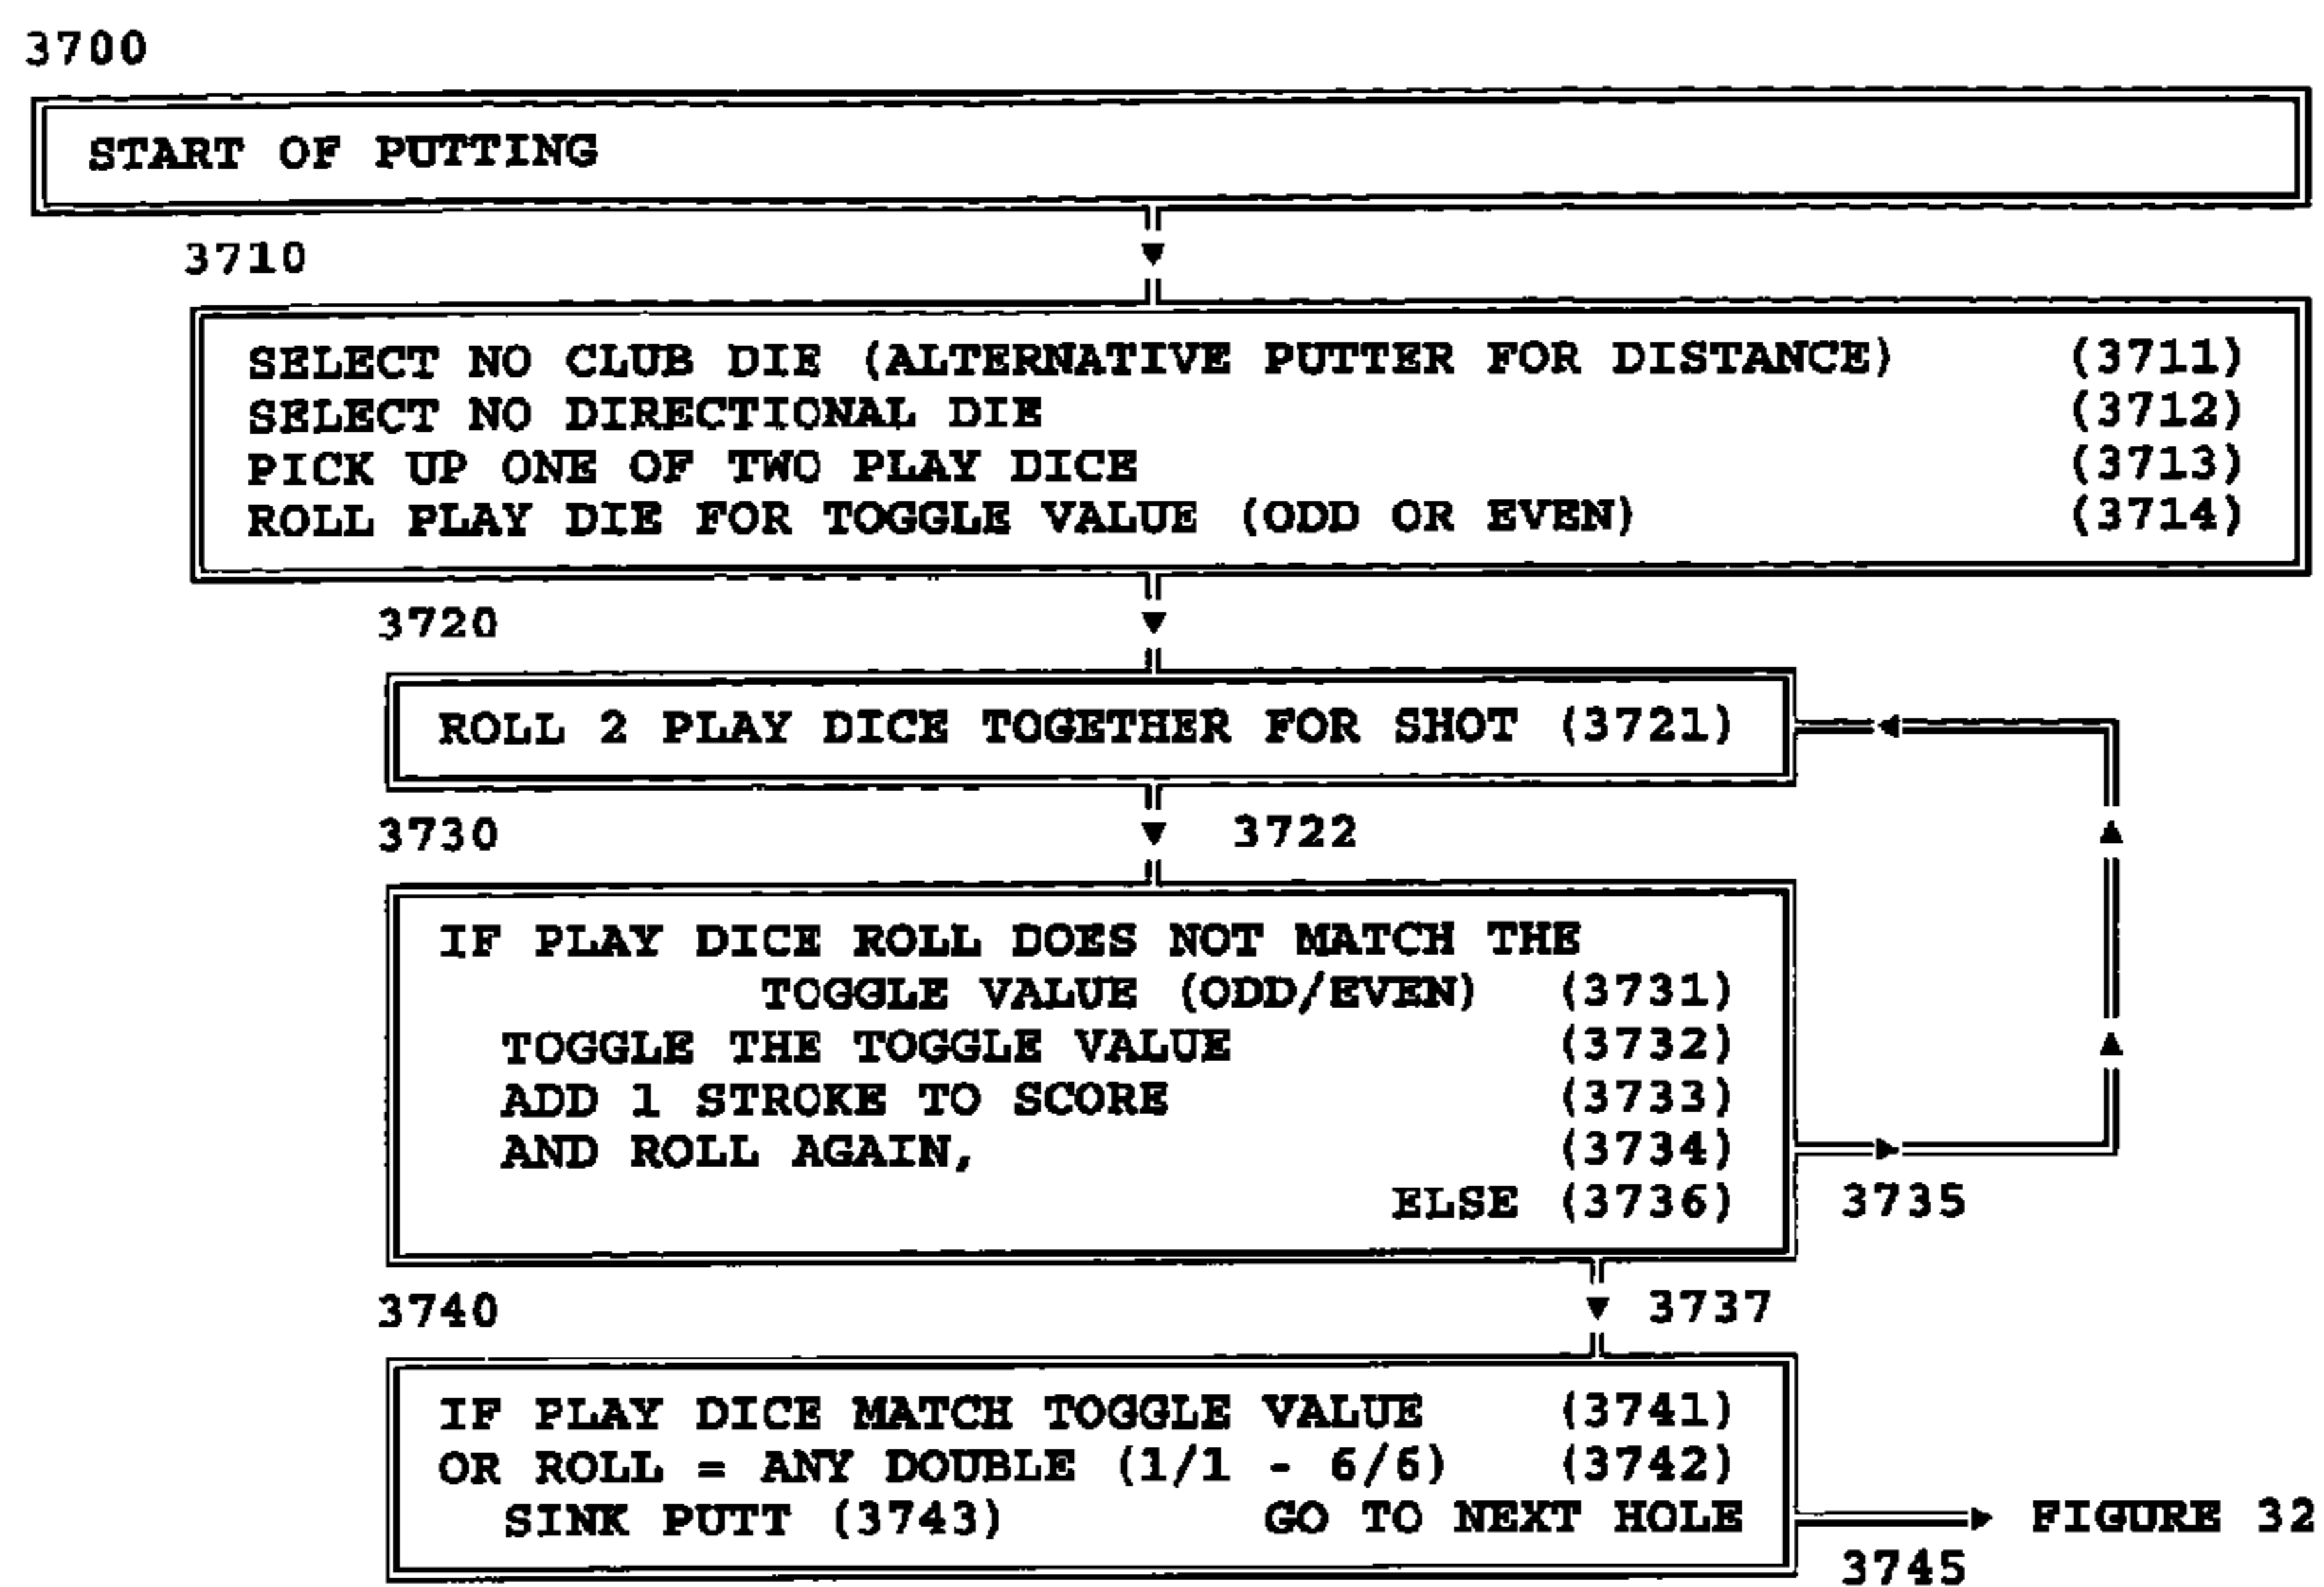 3700
START OF PUTTING
3710
SELECT NO CLUB DIE (ALTERNATIVE PUTTER FOR DISTANCE) (3711)
SELECT NO DIRECTIONAL DIE (3712)
PICK UP ONE OF TWO PLAY DICE (3713)
ROLL PLAY DIE FOR TOGGLE VALUE (ODD OR EVEN) (3714)
3720
ROLL 2 PLAY DICE TOGETHER FOR SHOT (3721)
3730 3722
IF PLAY DICE ROLL DOES NOT MATCH THE
TOGGLE VALUE (ODD/EVEN) (3731)
TOGGLE THE TOGGLE VALUE (3732)
ADD 1 STROKE TO SCORE (3733)
AND ROLL AGAIN, (3734)
ELSE (3736) 3735
3740 3737
IF PLAY DICE MATCH TOGGLE VALUE (3741)
OR ROLL = ANY DOUBLE (1/1 - 6/6) (3742)
SINK PUTT (3743) GO TO NEXT HOLE FIGURE 32
3745